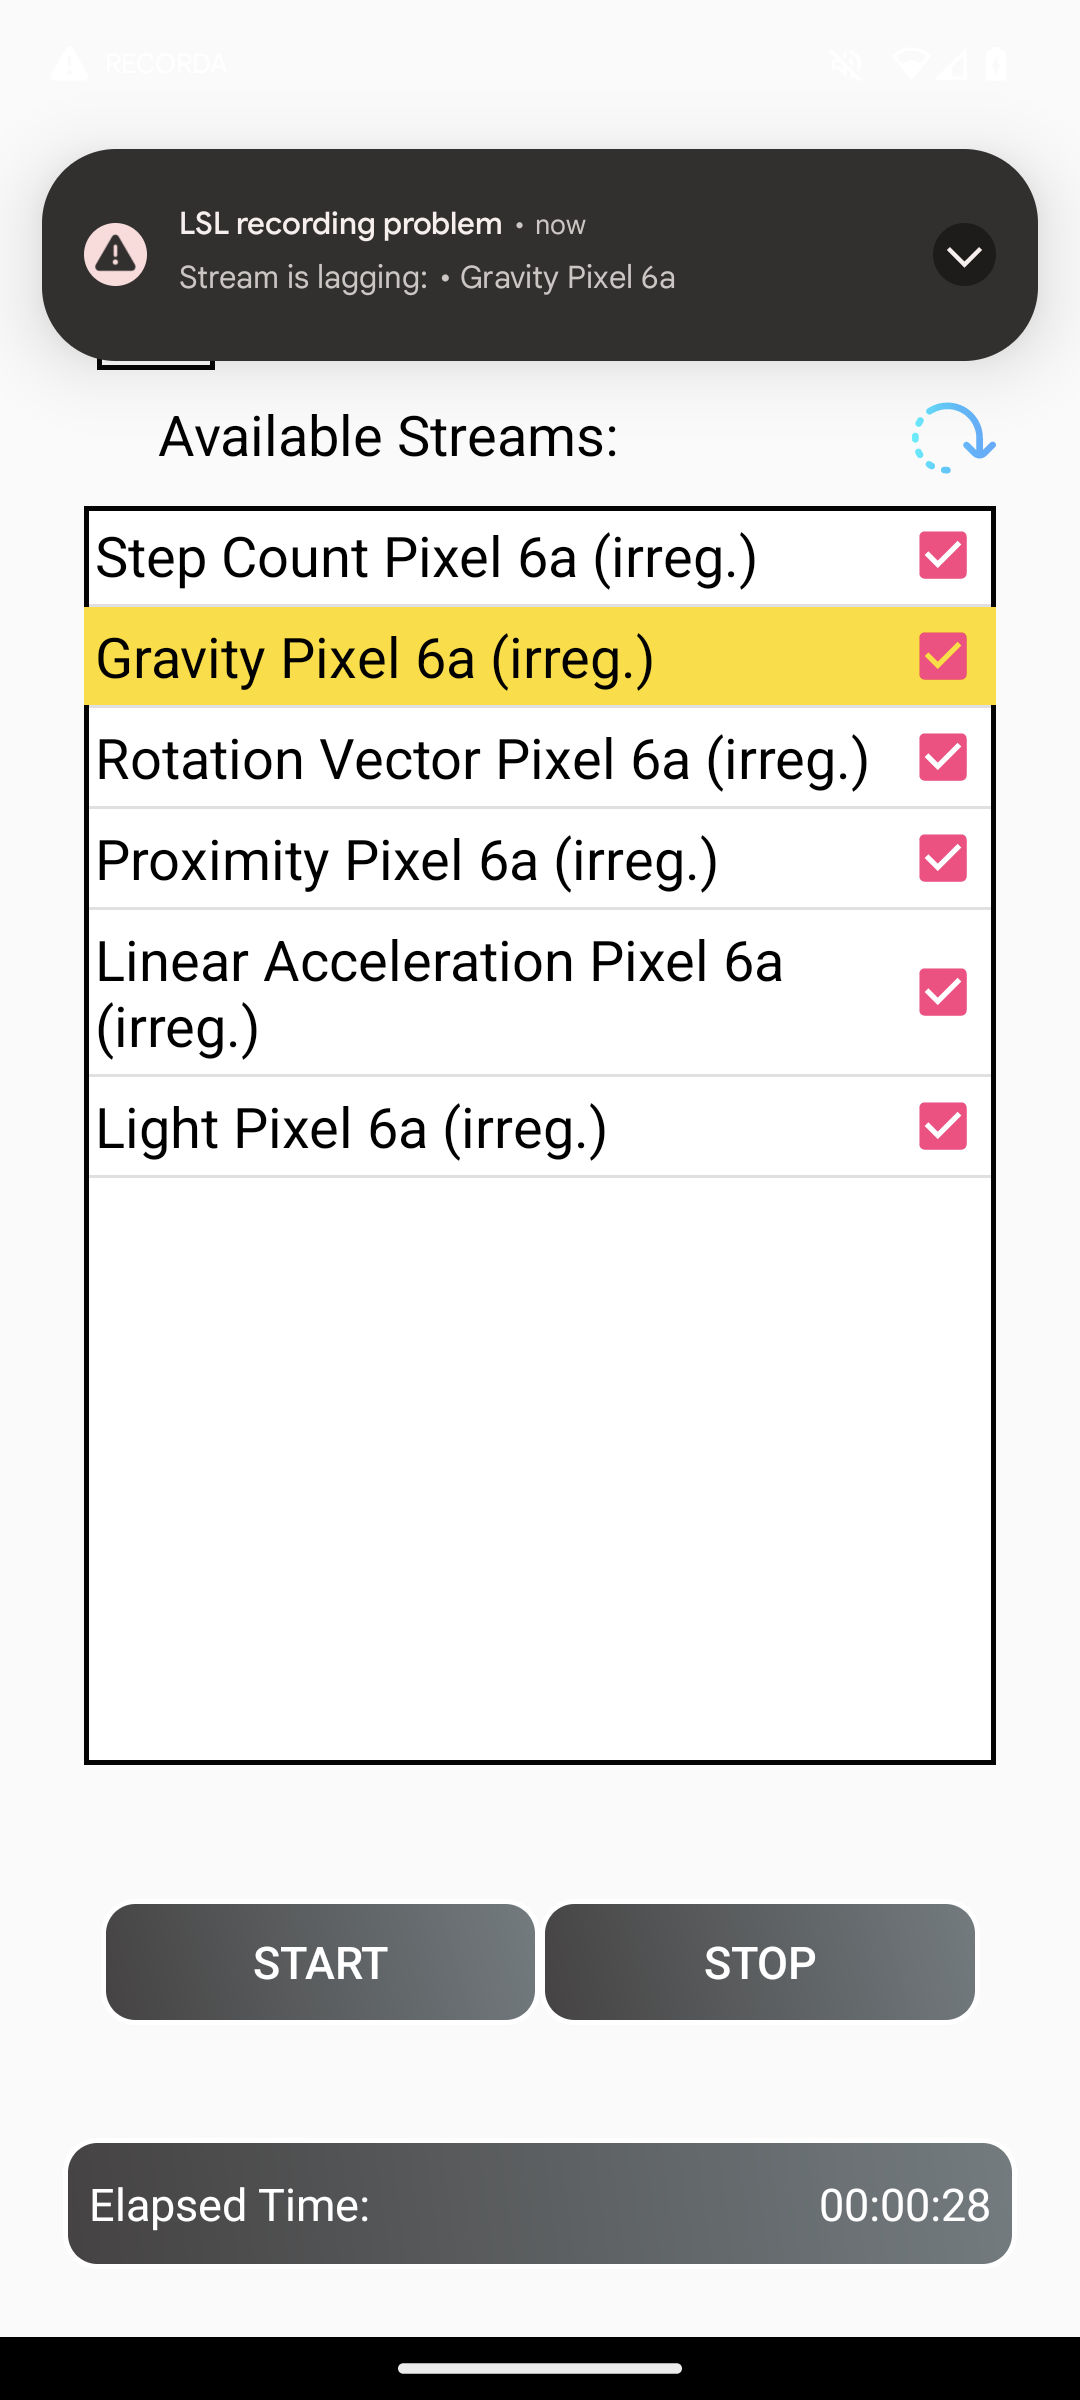 RECORDA
LSL recording problem • now
Stream is lagging: • Gravity Pixel 6a
Available Streams:
Step Count Pixel 6a (irreg.)
Gravity Pixel 6a (irreg.)
Rotation Vector Pixel 6a (irreg.)
Proximity Pixel 6a (irreg.)
Linear Acceleration Pixel 6a
(irreg.)
Light Pixel 6a (irreg.)
START STOP
Elapsed Time: 00:00:28